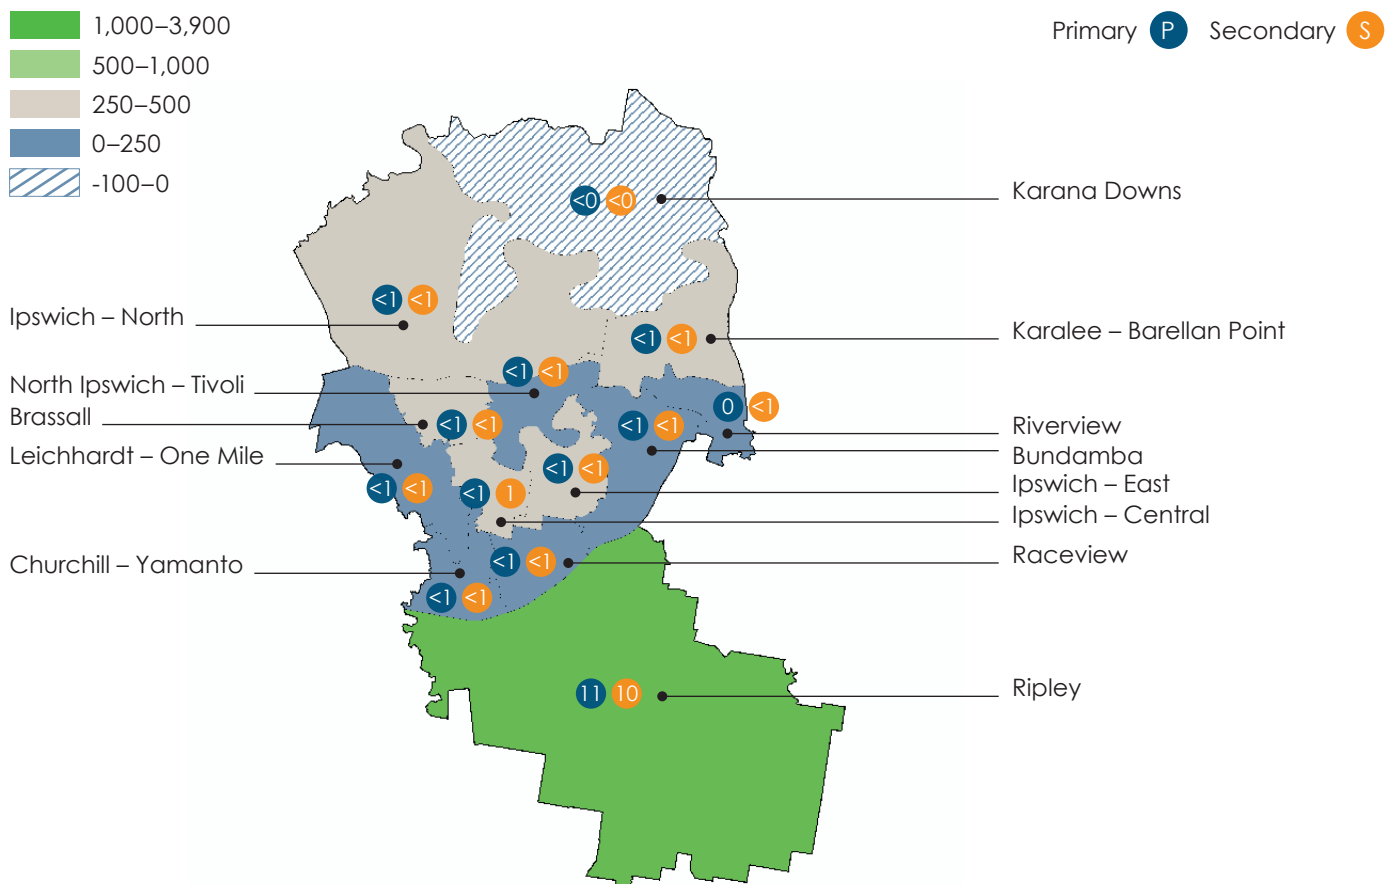 1,000–3,900
500–1,000
250–500
0–250
-100–0
Primary P Secondary S
<0 <0
Karana Downs
<1 <1
Ipswich – North
<1 <1
Karalee – Barellan Point
<1 <1
North Ipswich – Tivoli
0 <1
Brassall
<1 <1
<1 <1
Riverview
Leichhardt – One Mile
Bundamba
<1 <1
<1 <1
Ipswich – East
<1 1
Ipswich – Central
Churchill – Yamanto
<1 <1
Raceview
<1 <1
11 10
Ripley